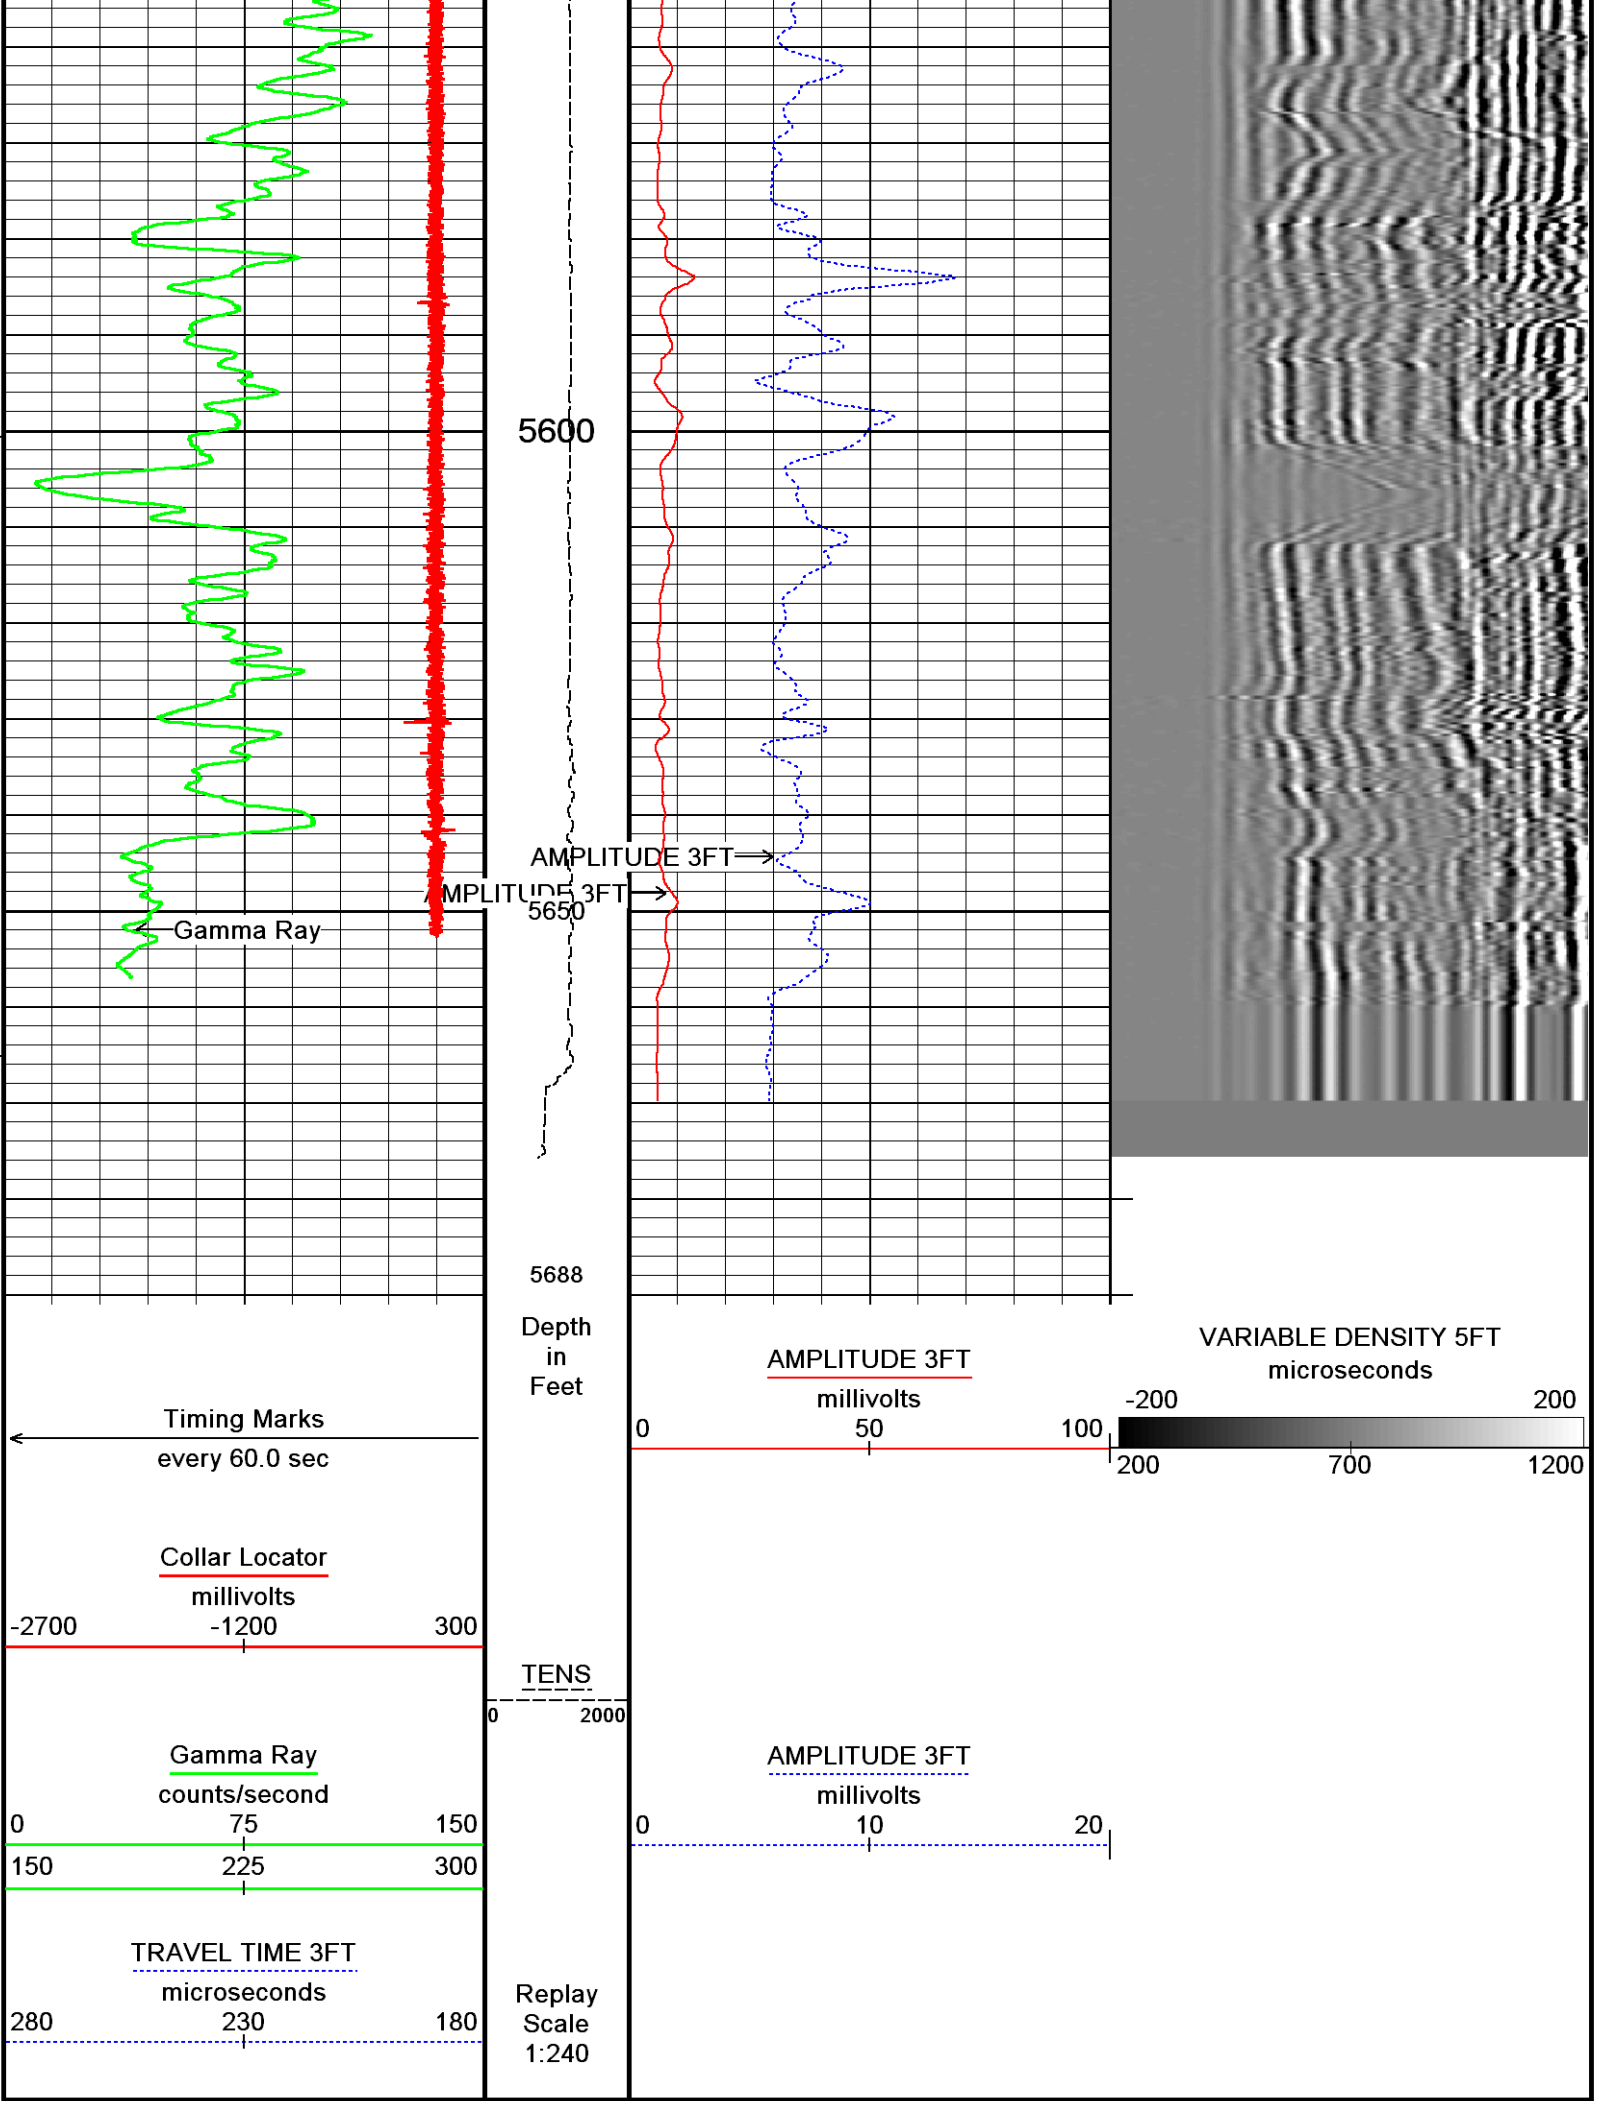 5600
AMPLITUDE 3FT
AMPLITUDE 3FT
5650
Gamma Ray
5688
Depth
in
Feet
Timing Marks
every 60.0 sec
Collar Locator
millivolts
-2700 -1200 300
TENS
0 2000
Gamma Ray
counts/second
0 75 150
150 225 300
TRAVEL TIME 3FT
microseconds
280 230 180
Replay
Scale
1:240
AMPLITUDE 3FT
millivolts
0 50 100
AMPLITUDE 3FT
millivolts
0 10 20
VARIABLE DENSITY 5FT
microseconds
-200 200
200 700 1200